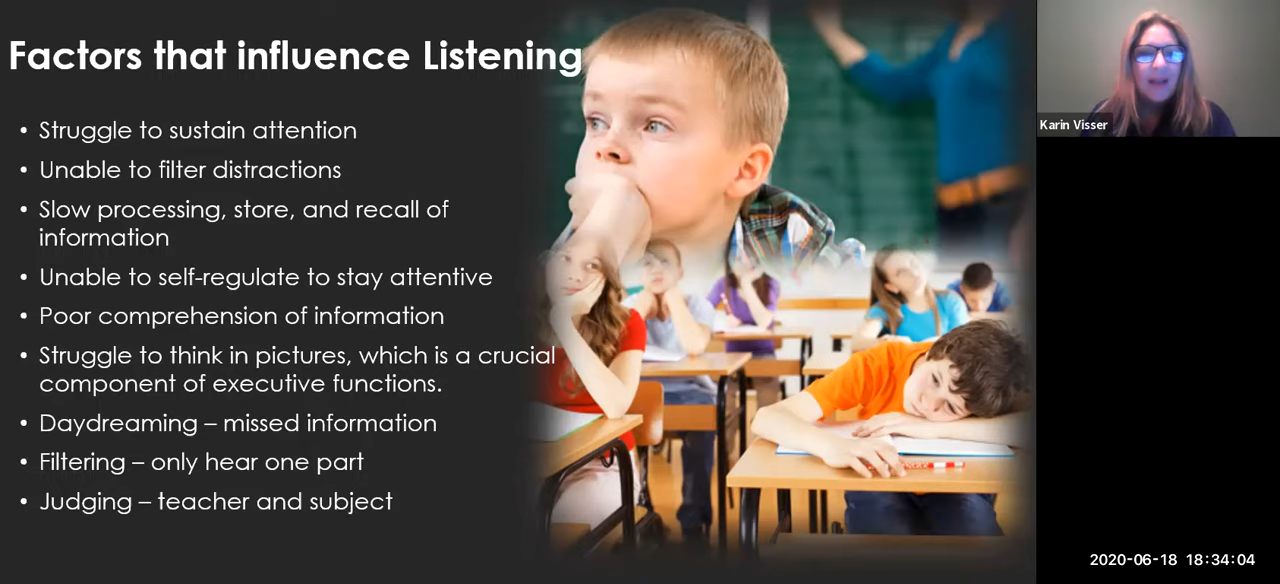 Factors that influence Listening
• Struggle to sustain attention
• Unable to filter distractions
• Slow processing, store, and recall of
information
• Unable to self-regulate to stay attentive
• Poor comprehension of information
• Struggle to think in pictures, which is a crucial
component of executive functions.
• Daydreaming – missed information
• Filtering – only hear one part
• Judging – teacher and subject
Karin Visser
2020-06-18 18:34:04